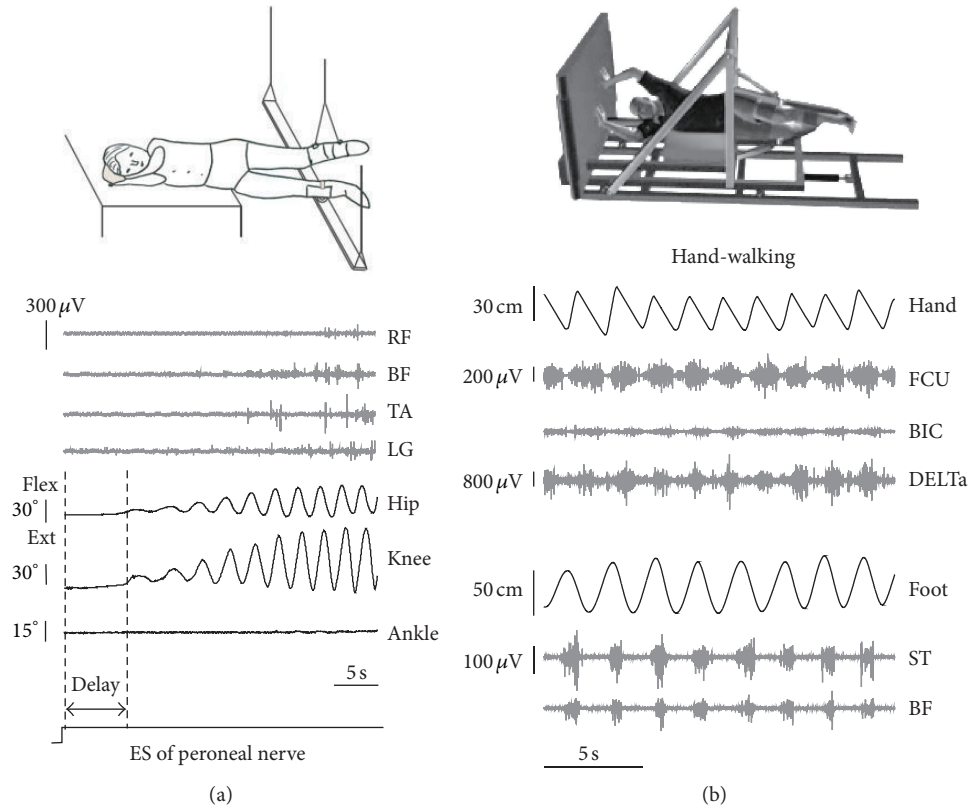 300 μV
RF
BF
TA
LG
Flex
30°
Ext
Hip
30°
Knee
15°
Ankle
5 s
Delay
ES of peroneal nerve
(a)
Hand-walking
30 cm
Hand
200 μV
FCU
BIC
800 μV
DELTa
50 cm
Foot
100 μV
ST
BF
5 s
(b)